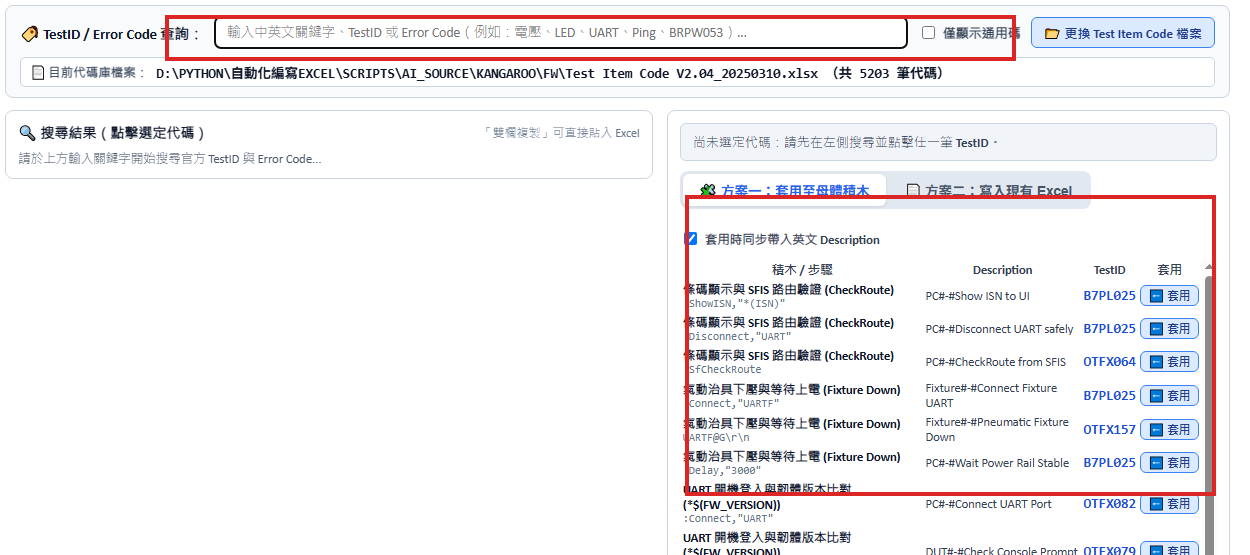 TestID / Error Code 查詢：
輸入中英文關鍵字、TestID 或 Error Code（例如：電壓、LED、UART、Ping、BRPW053）...
僅顯示通用碼
更換 Test Item Code 檔案
目前代碼庫檔案： D:\PYTHON\自動化編寫EXCEL\SCRIPTS\AI_SOURCE\KANGAROO\FW\Test Item Code V2.04_20250310.xlsx （共 5203 筆代碼）
搜尋結果（點擊選定代碼）
「雙欄複製」可直接貼入 Excel
請於上方輸入關鍵字開始搜尋官方 TestID 與 Error Code...
尚未選定代碼：請先在左側搜尋並點擊任一筆 TestID。
方案一：套用至母體積木
方案二：寫入現有 Excel
套用時同步帶入英文 Description
積木 / 步驟 Description TestID 套用
條碼顯示與 SFIS 路由驗證 (CheckRoute)
:ShowISN,"*(ISN)"
PC#-#Show ISN to UI B7PL025 套用
條碼顯示與 SFIS 路由驗證 (CheckRoute)
:Disconnect,"UART"
PC#-#Disconnect UART safely B7PL025 套用
條碼顯示與 SFIS 路由驗證 (CheckRoute)
:SfCheckRoute
PC#-#CheckRoute from SFIS OTFX064 套用
氣動治具下壓與等待上電 (Fixture Down)
:Connect,"UARTF"
Fixture#-#Connect Fixture
UART
B7PL025 套用
氣動治具下壓與等待上電 (Fixture Down)
UARTF@G\r\n
Fixture#-#Pneumatic Fixture
Down
OTFX157 套用
氣動治具下壓與等待上電 (Fixture Down)
:Delay,"3000"
PC#-#Wait Power Rail Stable B7PL025 套用
UART 開機登入與韌體版本比對
(*$(FW_VERSION))
:Connect,"UART"
PC#-#Connect UART Port OTFX082 套用
UART 開機登入與韌體版本比對
(*$(FW_VERSION))
DUT#-#Check Console Prompt OTFX079 套用